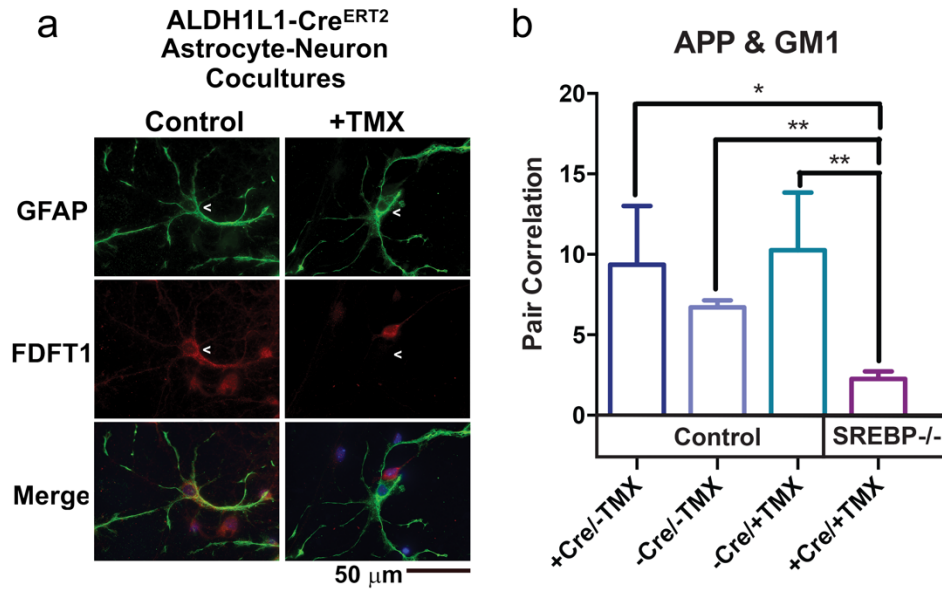 a
ALDH1L1-CreERT2
Astrocyte-Neuron
Cocultures
Control
+TMX
GFAP
<
<
FDFT1
<
<
Merge
50 μm
b
APP & GM1
Pair Correlation
20
15
10
5
0
*
**
**
Control
SREBP-/-
+Cre/-TMX
-Cre/-TMX
-Cre/+TMX
+Cre/+TMX